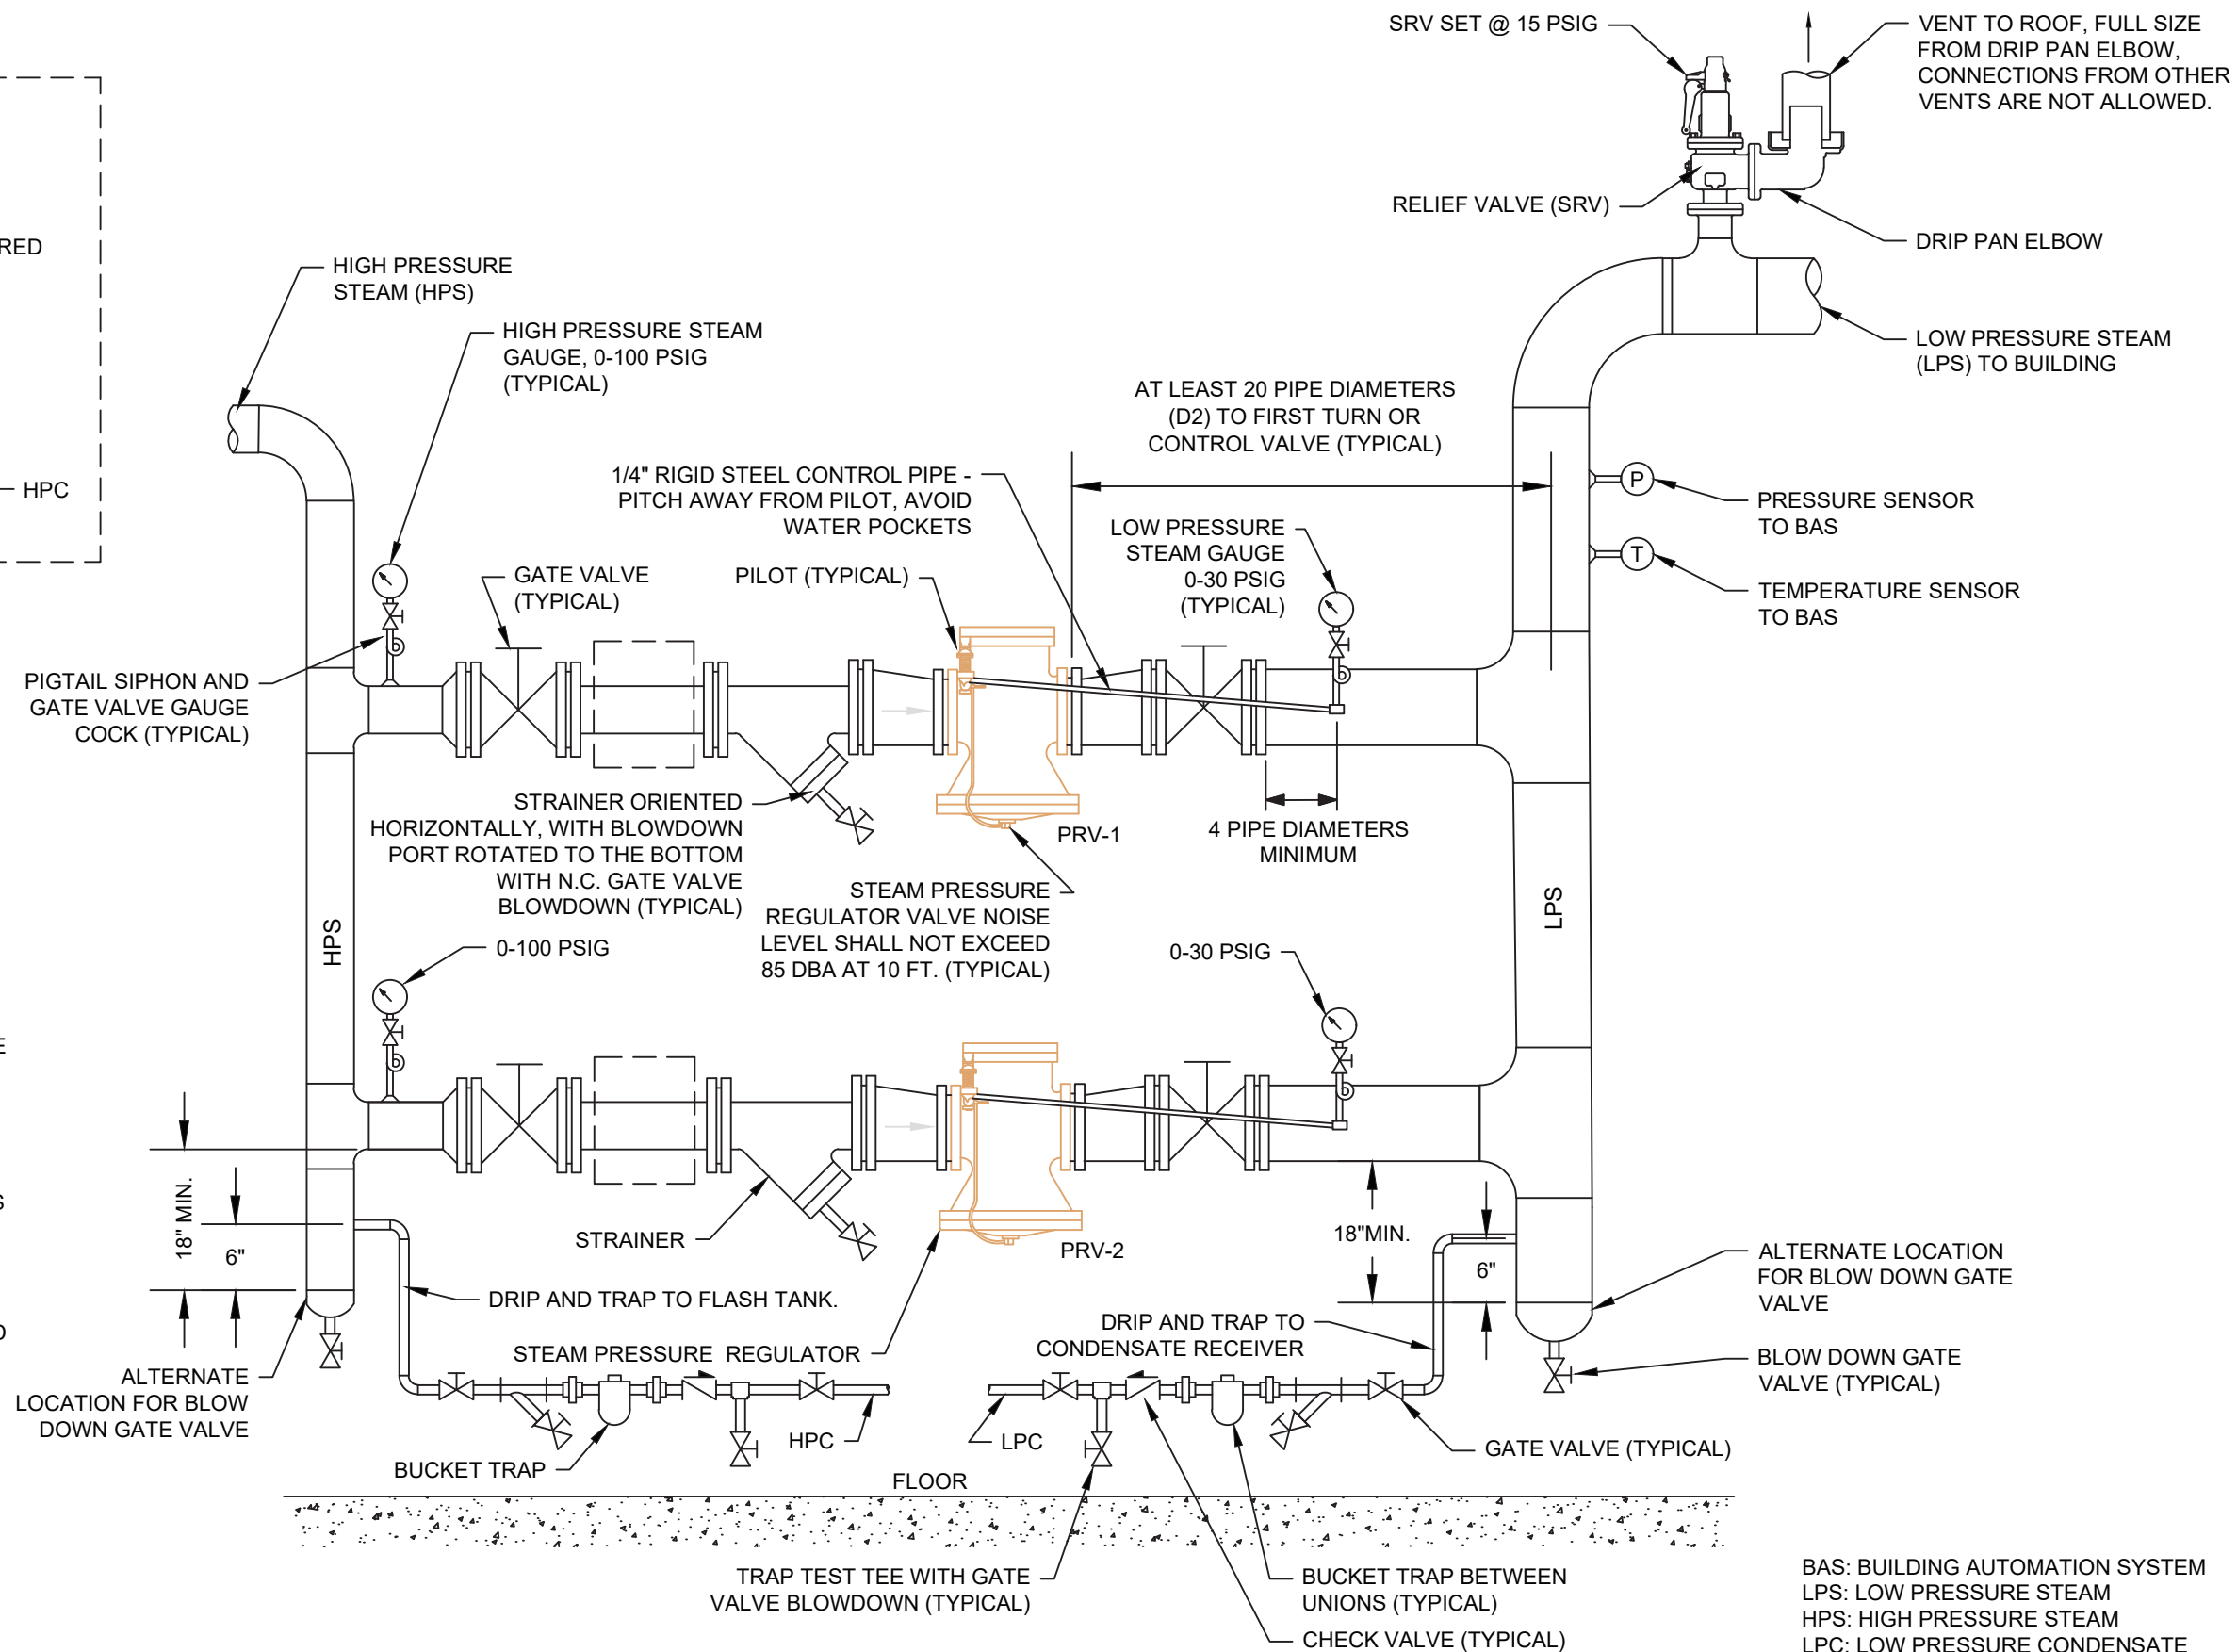 SRV SET @ 15 PSIG
VENT TO ROOF, FULL SIZE
FROM DRIP PAN ELBOW,
CONNECTIONS FROM OTHER
VENTS ARE NOT ALLOWED.
RELIEF VALVE (SRV)
DRIP PAN ELBOW
RED
HIGH PRESSURE
STEAM (HPS)
HIGH PRESSURE STEAM
GAUGE, 0-100 PSIG
(TYPICAL)
LOW PRESSURE STEAM
(LPS) TO BUILDING
AT LEAST 20 PIPE DIAMETERS
(D2) TO FIRST TURN OR
CONTROL VALVE (TYPICAL)
HPC
1/4" RIGID STEEL CONTROL PIPE -
PITCH AWAY FROM PILOT, AVOID
WATER POCKETS
P
PRESSURE SENSOR
TO BAS
LOW PRESSURE
STEAM GAUGE
0-30 PSIG
(TYPICAL)
T
TEMPERATURE SENSOR
TO BAS
GATE VALVE
(TYPICAL)
PILOT (TYPICAL)
PIGTAIL SIPHON AND
GATE VALVE GAUGE
COCK (TYPICAL)
STRAINER ORIENTED
HORIZONTALLY, WITH BLOWDOWN
PORT ROTATED TO THE BOTTOM
WITH N.C. GATE VALVE
BLOWDOWN (TYPICAL)
PRV-1
4 PIPE DIAMETERS
MINIMUM
STEAM PRESSURE
REGULATOR VALVE NOISE
LEVEL SHALL NOT EXCEED
85 DBA AT 10 FT. (TYPICAL)
HPS
LPS
0-100 PSIG
0-30 PSIG
E
S
18" MIN.
6"
STRAINER
PRV-2
18"MIN.
6"
ALTERNATE LOCATION
FOR BLOW DOWN GATE
VALVE
DRIP AND TRAP TO FLASH TANK.
DRIP AND TRAP TO
CONDENSATE RECEIVER
STEAM PRESSURE REGULATOR
BLOW DOWN GATE
VALVE (TYPICAL)
ALTERNATE
LOCATION FOR BLOW
DOWN GATE VALVE
HPC
LPC
GATE VALVE (TYPICAL)
BUCKET TRAP
FLOOR
TRAP TEST TEE WITH GATE
VALVE BLOWDOWN (TYPICAL)
BUCKET TRAP BETWEEN
UNIONS (TYPICAL)
CHECK VALVE (TYPICAL)
BAS: BUILDING AUTOMATION SYSTEM
LPS: LOW PRESSURE STEAM
HPS: HIGH PRESSURE STEAM
LPC: LOW PRESSURE CONDENSATE